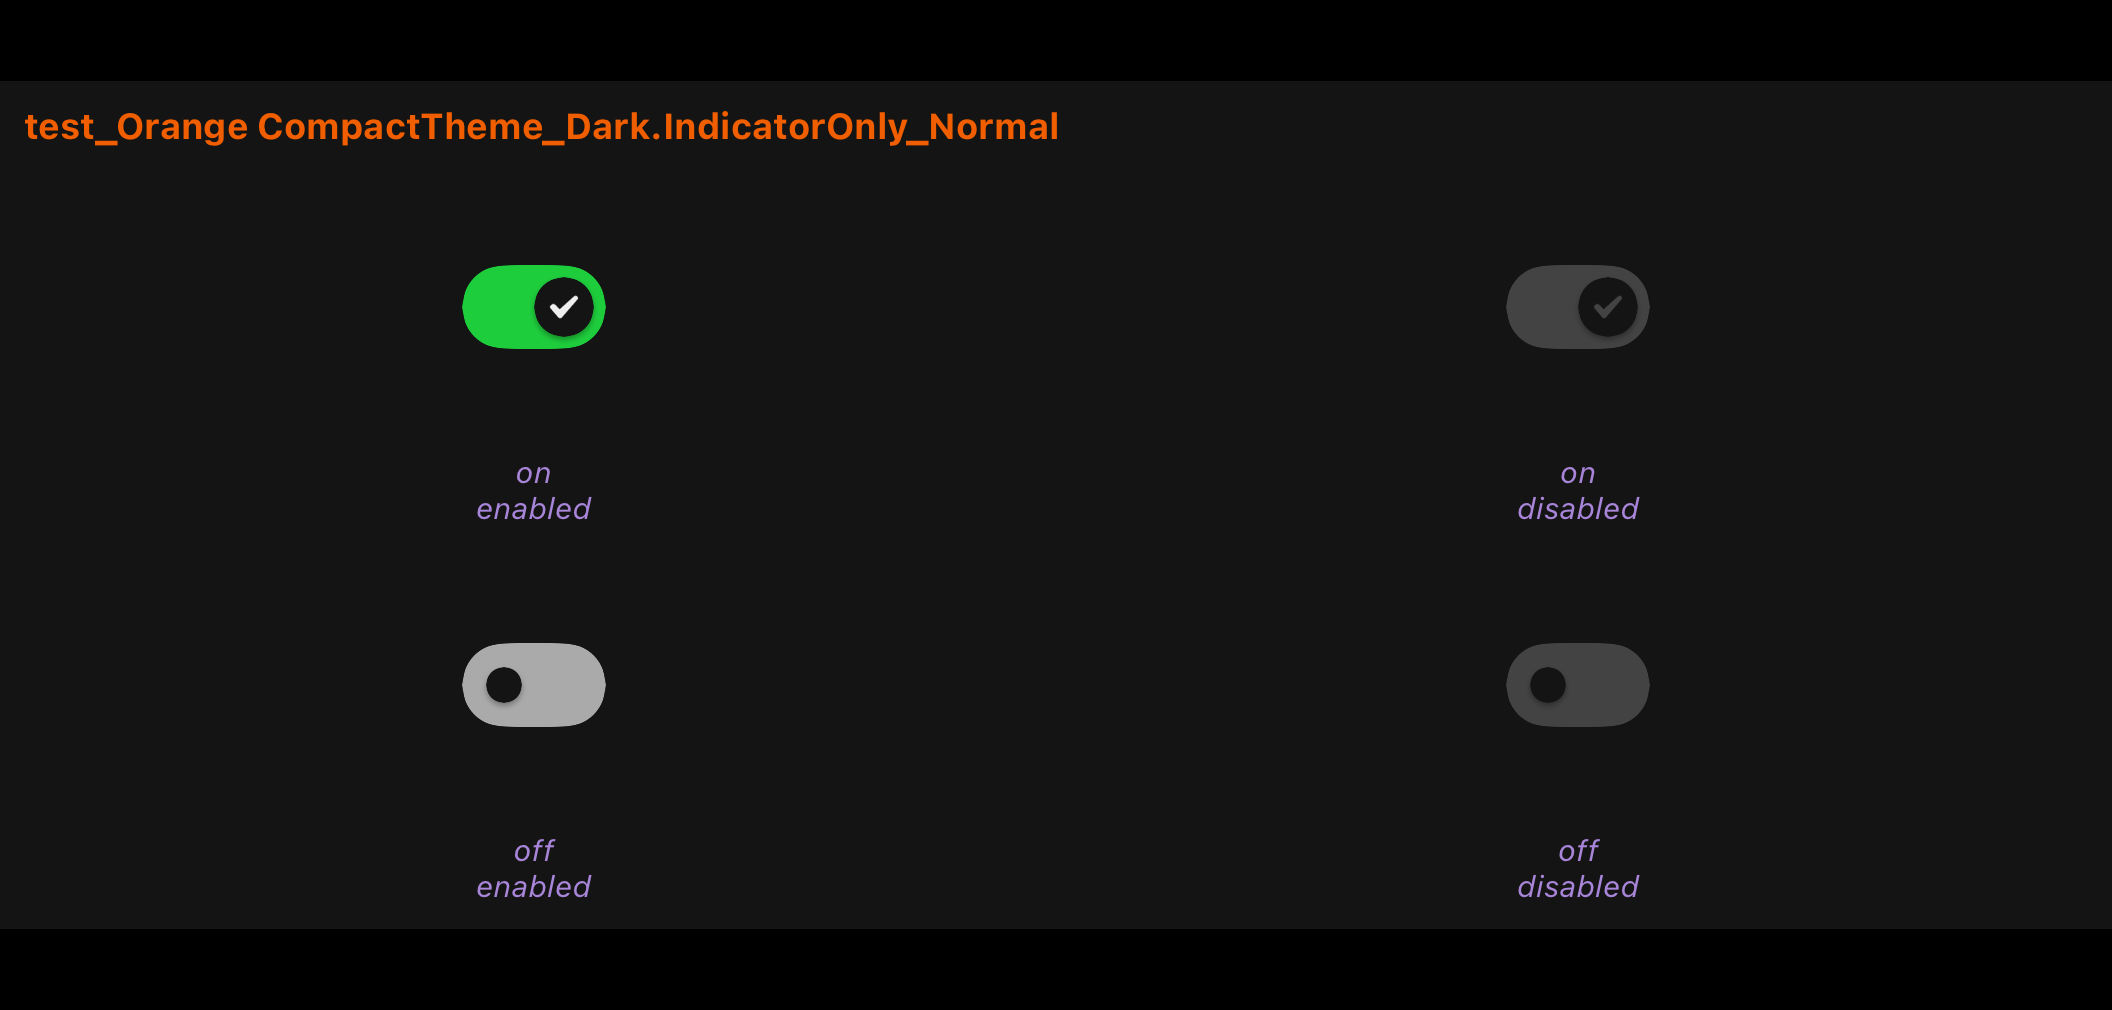 test_Orange CompactTheme_Dark.IndicatorOnly_Normal
on
enabled
on
disabled
off
enabled
off
disabled